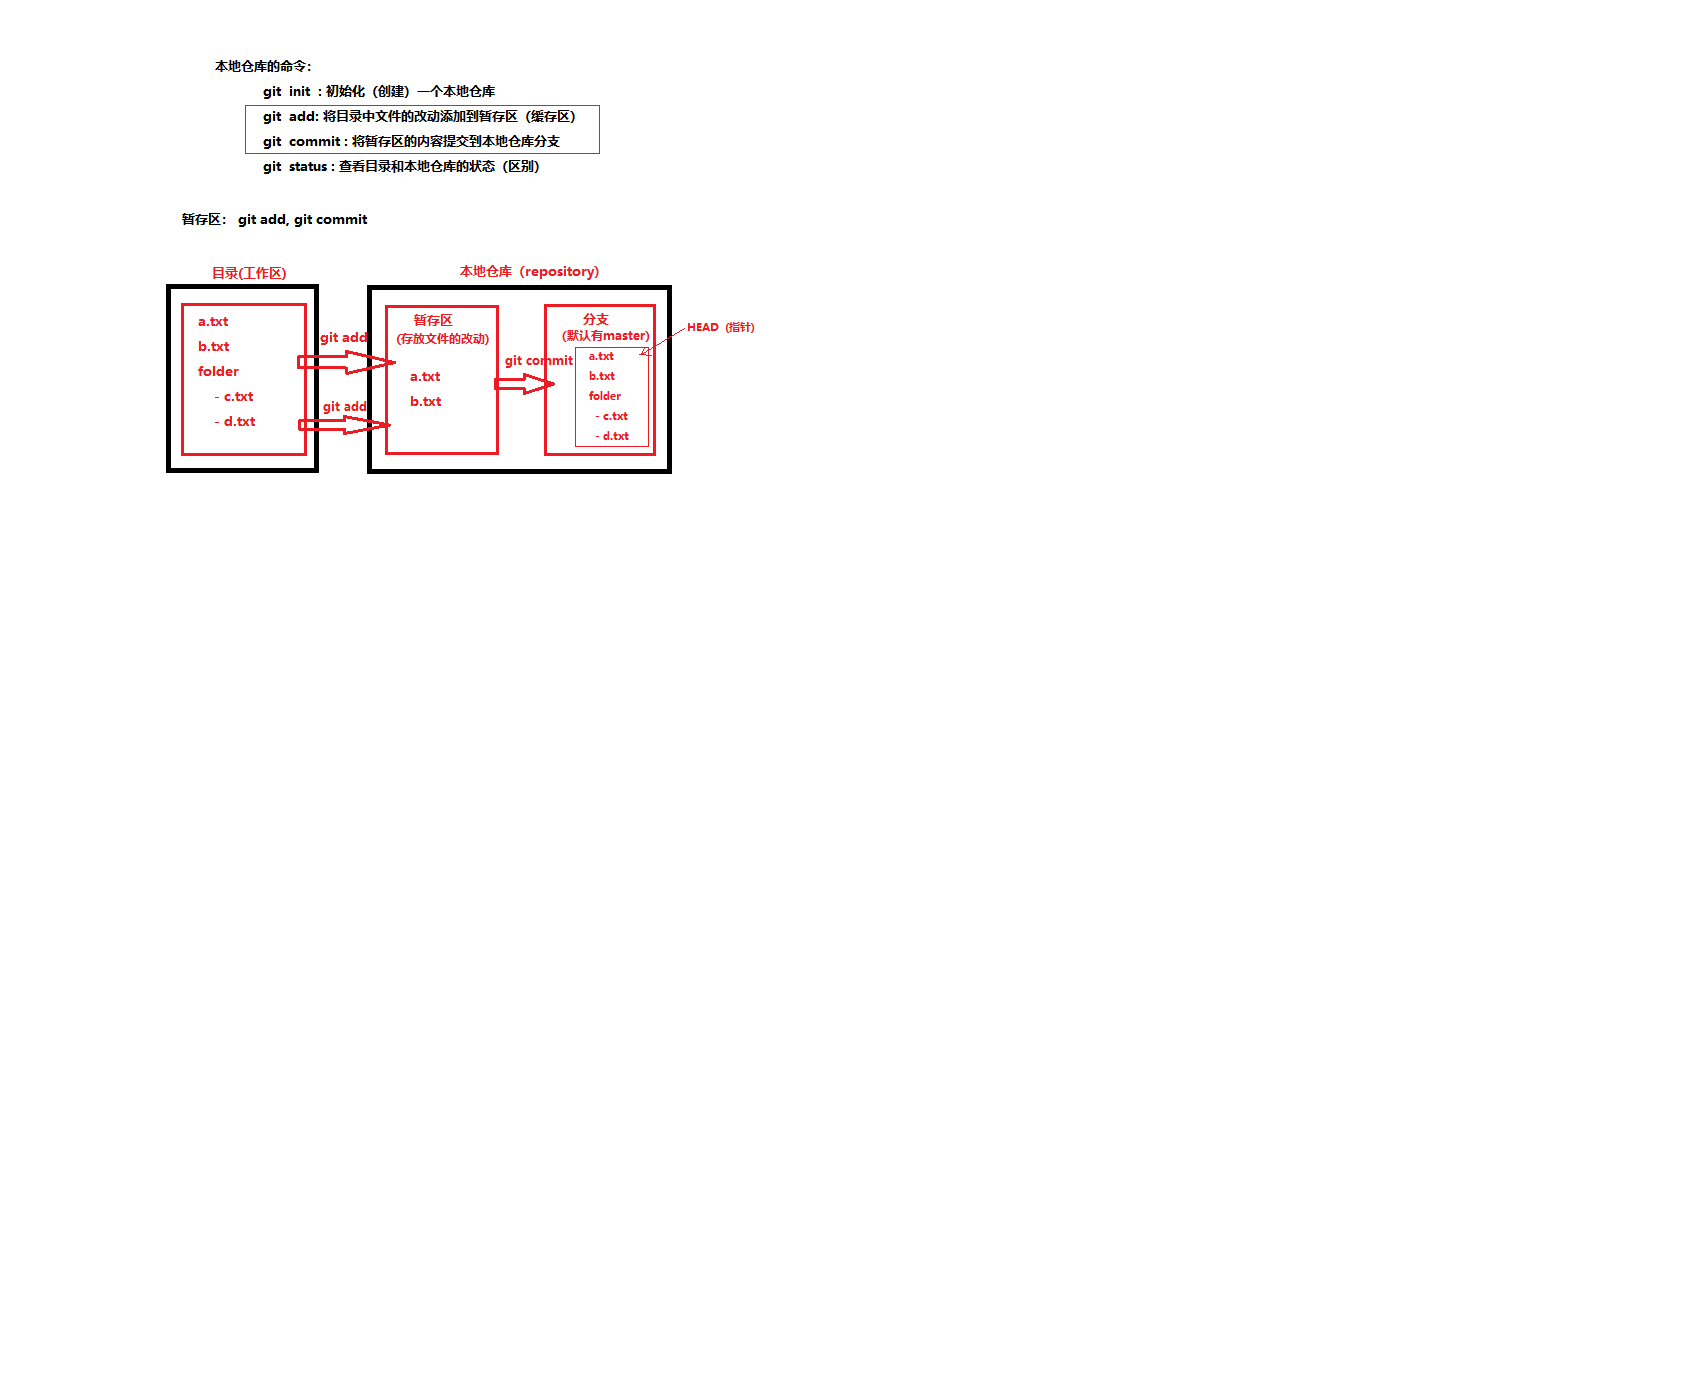 本地仓库的命令：
git  init  : 初始化（创建）一个本地仓库
git  add: 将目录中文件的改动添加到暂存区（缓存区）
git  commit : 将暂存区的内容提交到本地仓库分支
git  status : 查看目录和本地仓库的状态（区别）
暂存区： git add, git commit
目录(工作区)
a.txt
b.txt
folder
- c.txt
- d.txt
git add
git add
本地仓库（repository）
暂存区
(存放文件的改动)
a.txt
b.txt
git commit
分支
(默认有master)
a.txt
b.txt
folder
- c.txt
- d.txt
HEAD（指针）